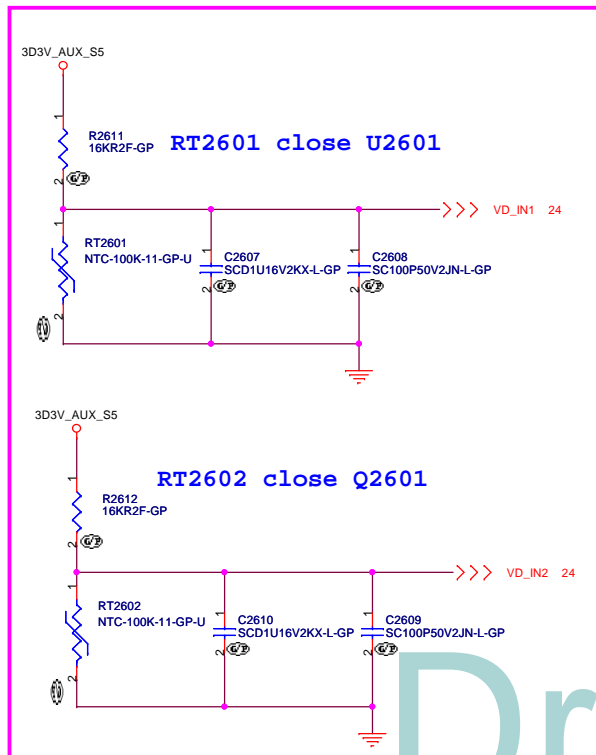 3D3V_AUX_S5
1
R2611
16KR2F-GP
RT2601 close U2601
2
VD_IN1 24
1
RT2601
NTC-100K-11-GP-U
1
C2607
SCD1U16V2KX-L-GP
2
1
C2608
SC100P50V2JN-L-GP
2
2
3D3V_AUX_S5
RT2602 close Q2601
1
R2612
16KR2F-GP
2
VD_IN2 24
1
RT2602
NTC-100K-11-GP-U
1
C2610
SCD1U16V2KX-L-GP
2
1
C2609
SC100P50V2JN-L-GP
2
2
Dr